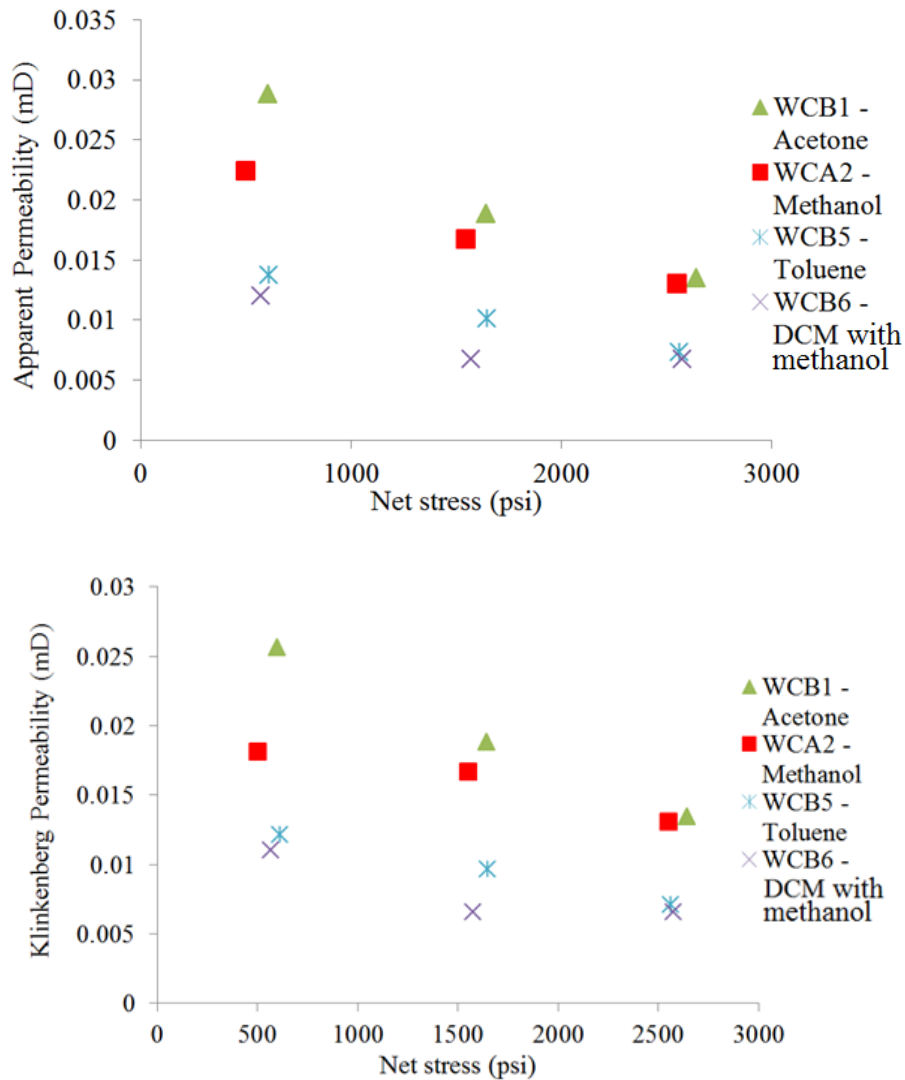 0.035
0.03
0.025
0.02
0.015
0.01
0.005
0
Apparent Permeability (mD)
0
1000
2000
3000
Net stress (psi)
WCB1 -
Acetone
WCA2 -
Methanol
WCB5 -
Toluene
WCB6 -
DCM with
methanol
0.03
0.025
0.02
0.015
0.01
0.005
0
Klinkenberg Permeability (mD)
0
500
1000
1500
2000
2500
3000
Net stress (psi)
WCB1 -
Acetone
WCA2 -
Methanol
WCB5 -
Toluene
WCB6 -
DCM with
methanol